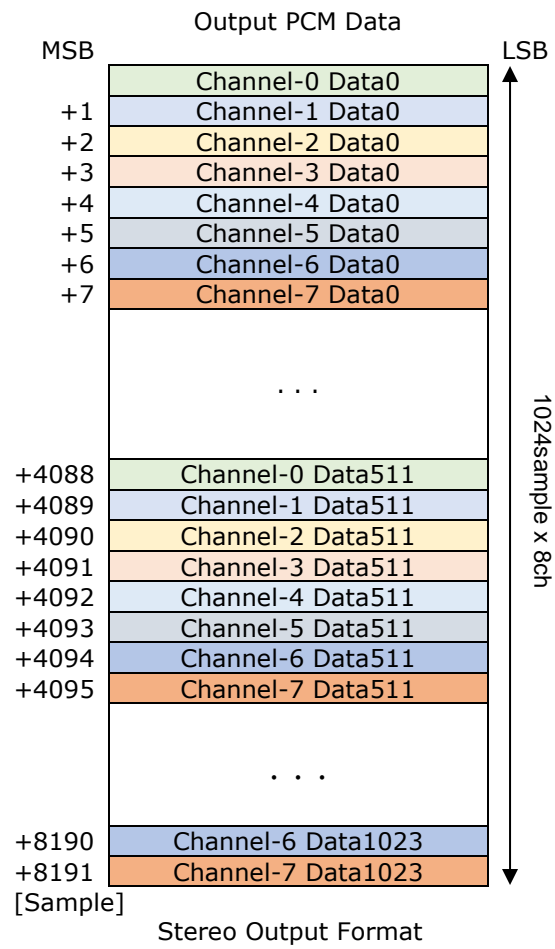 Output PCM Data
MSB LSB
Channel-0 Data0
+1 Channel-1 Data0
+2 Channel-2 Data0
+3 Channel-3 Data0
+4 Channel-4 Data0
+5 Channel-5 Data0
+6 Channel-6 Data0
+7 Channel-7 Data0
. . .
1024sample x 8ch
+4088 Channel-0 Data511
+4089 Channel-1 Data511
+4090 Channel-2 Data511
+4091 Channel-3 Data511
+4092 Channel-4 Data511
+4093 Channel-5 Data511
+4094 Channel-6 Data511
+4095 Channel-7 Data511
. . .
+8190 Channel-6 Data1023
+8191 Channel-7 Data1023
[Sample]
Stereo Output Format